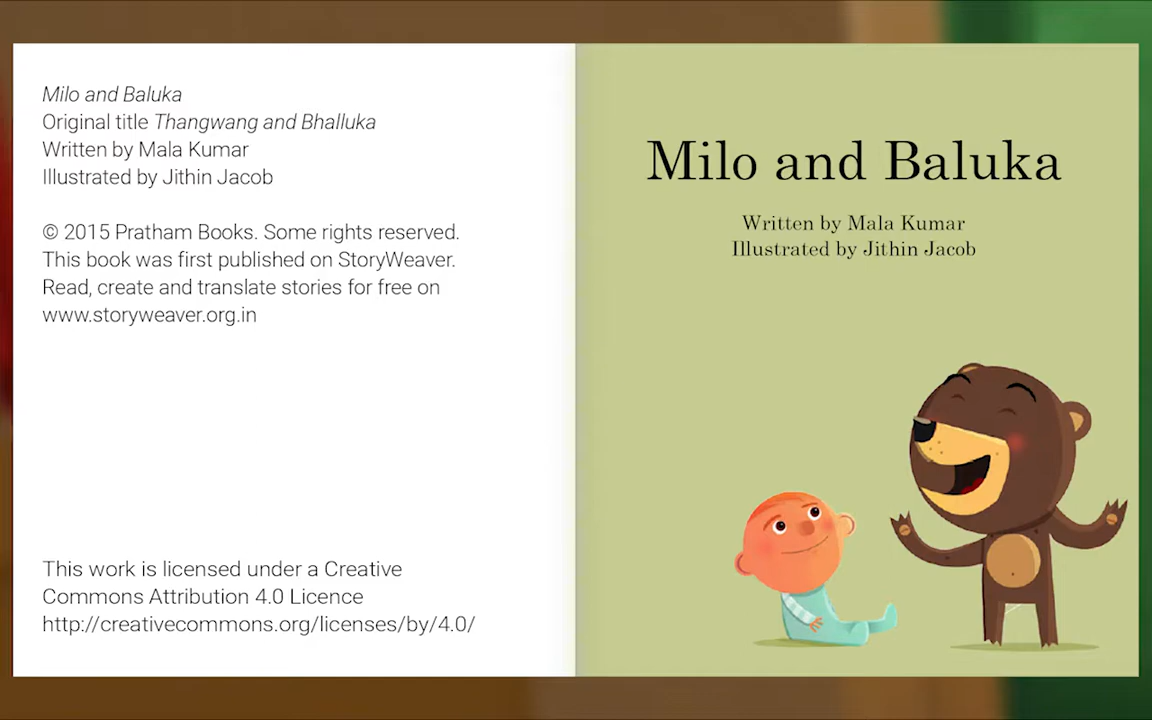 Milo and Baluka
Original title Thangwang and Bhalluka
Written by Mala Kumar
Illustrated by Jithin Jacob
© 2015 Pratham Books. Some rights reserved.
This book was first published on StoryWeaver.
Read, create and translate stories for free on
www.storyweaver.org.in
This work is licensed under a Creative
Commons Attribution 4.0 Licence
http://creativecommons.org/licenses/by/4.0/
Milo and Baluka
Written by Mala Kumar
Illustrated by Jithin Jacob